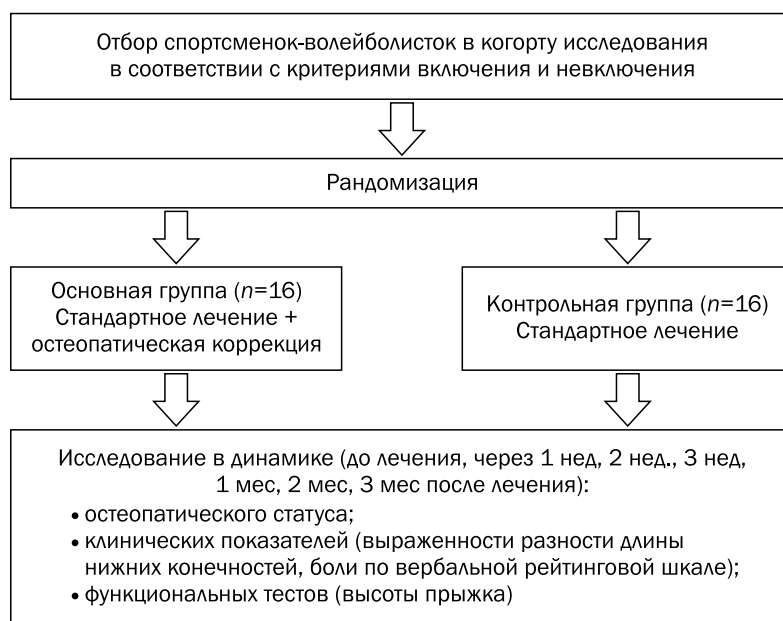 Отбор спортсменок-волейболисток в когорту исследования
в соответствии с критериями включения и невключения
Рандомизация
Основная группа (n=16)
Стандартное лечение +
остеопатическая коррекция
Контрольная группа (n=16)
Стандартное лечение
Исследование в динамике (до лечения, через 1 нед, 2 нед., 3 нед,
1 мес, 2 мес, 3 мес после лечения):
• остеопатического статуса;
• клинических показателей (выраженности разности длины
нижних конечностей, боли по вербальной рейтинговой шкале);
• функциональных тестов (высоты прыжка)